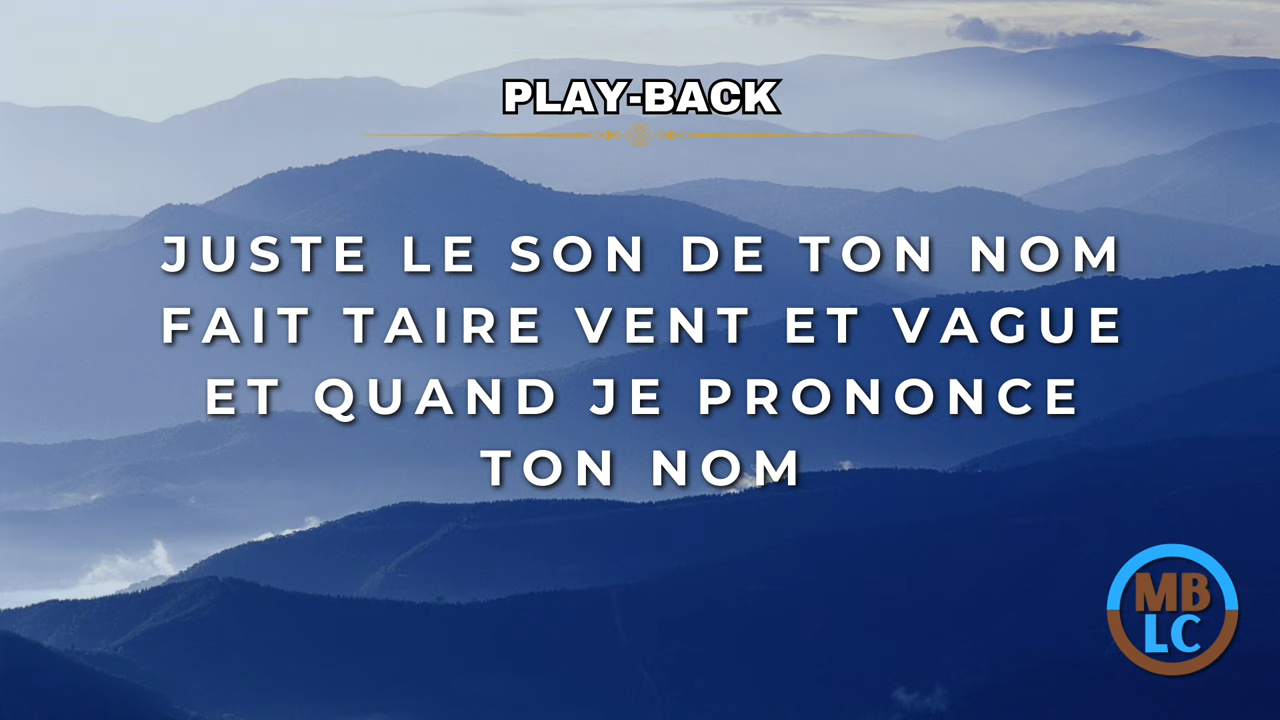 PLAY-BACK
JUSTE LE SON DE TON NOM
FAIT TAIRE VENT ET VAGUE
ET QUAND JE PRONONCE
TON NOM
MB
LC